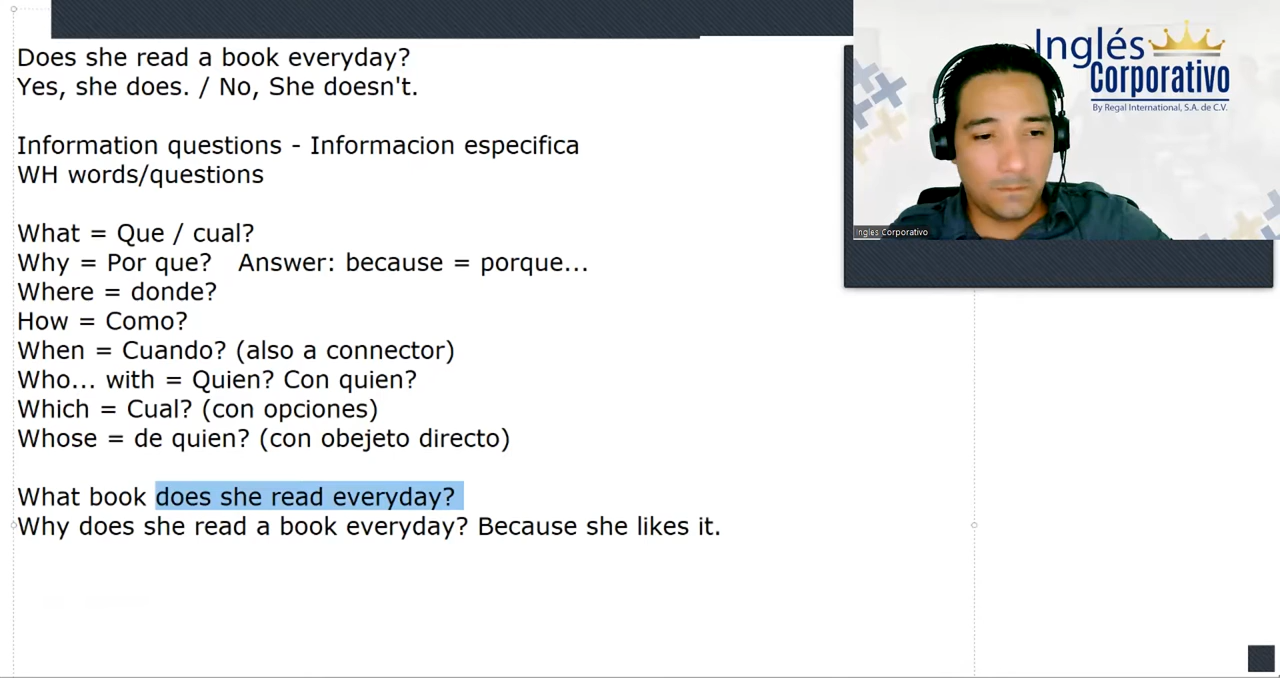 Does she read a book everyday?
Yes, she does. / No, She doesn't.
Information questions - Informacion especifica
WH words/questions
What = Que / cual?
Why = Por que? Answer: because = porque...
Where = donde?
How = Como?
When = Cuando? (also a connector)
Who... with = Quien? Con quien?
Which = Cual? (con opciones)
Whose = de quien? (con obejeto directo)
What book does she read everyday?
Why does she read a book everyday? Because she likes it.
Inglés
Corporativo
By Regal International, S.A. de C.V.
Ingles Corporativo